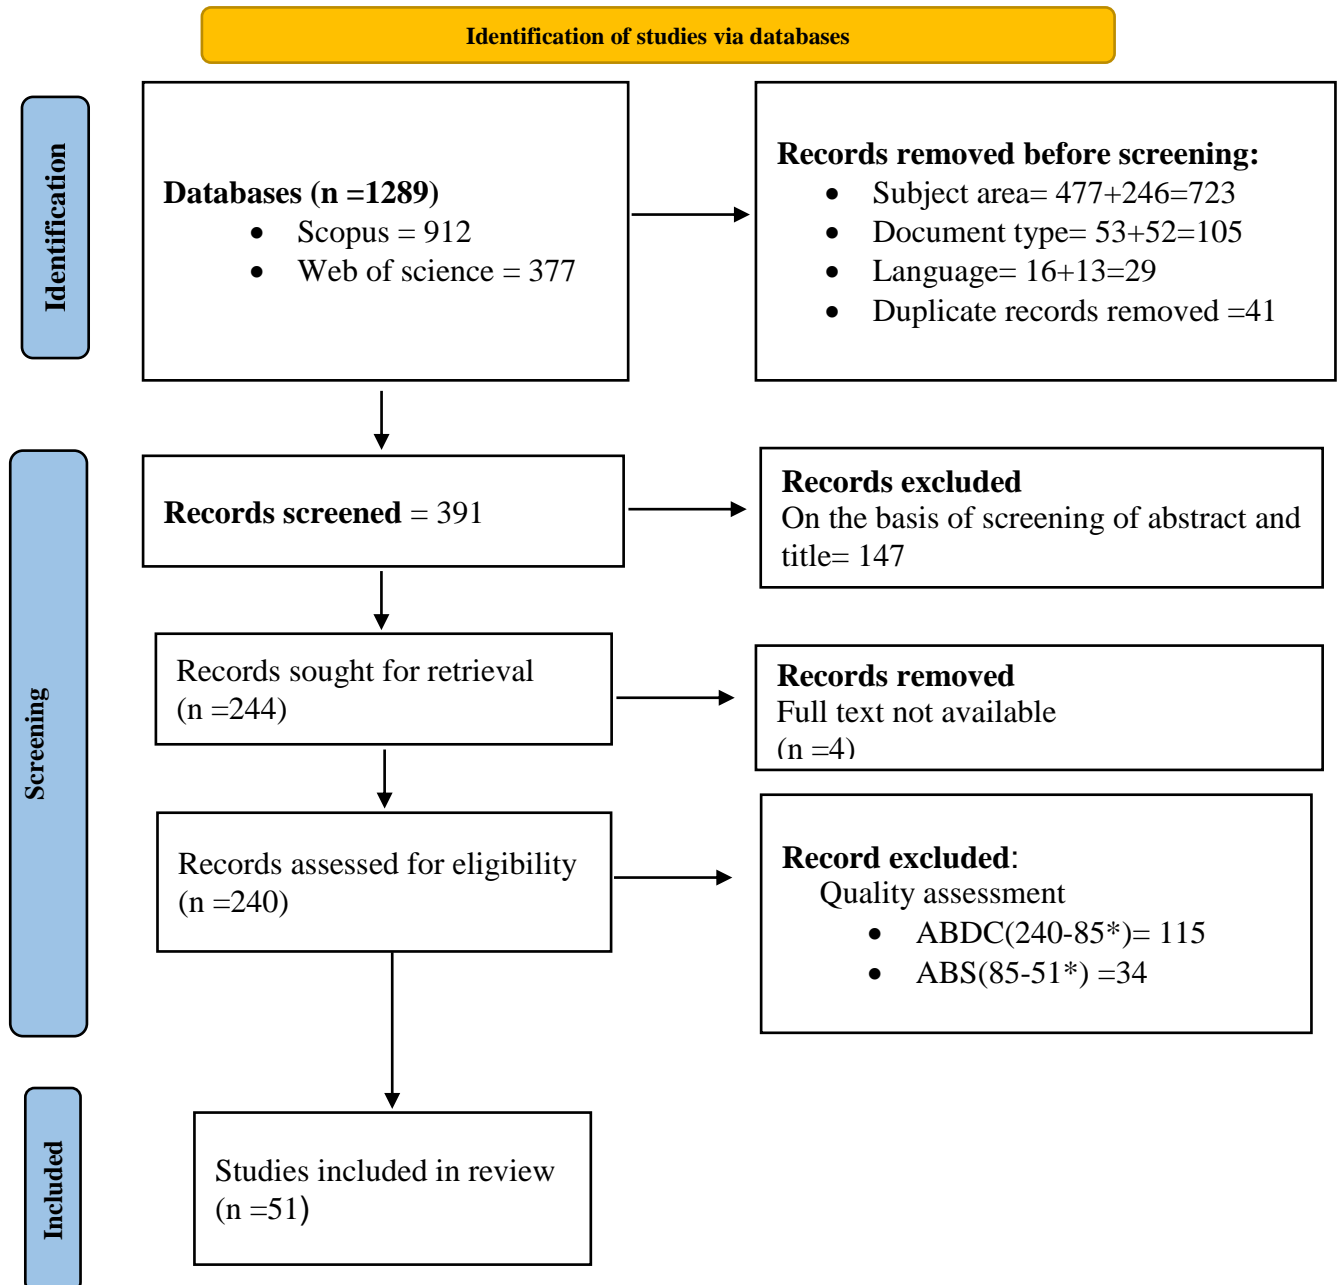 Identification of studies via databases
Identification
Databases (n =1289)
• Scopus = 912
• Web of science = 377
Records removed before screening:
• Subject area= 477+246=723
• Document type= 53+52=105
• Language= 16+13=29
• Duplicate records removed =41
Screening
Records screened = 391
Records excluded
On the basis of screening of abstract and
title= 147
Records sought for retrieval
(n =244)
Records removed
Full text not available
(n =4)
Records assessed for eligibility
(n =240)
Record excluded:
Quality assessment
• ABDC(240-85*)= 115
• ABS(85-51*) =34
Included
Studies included in review
(n =51)